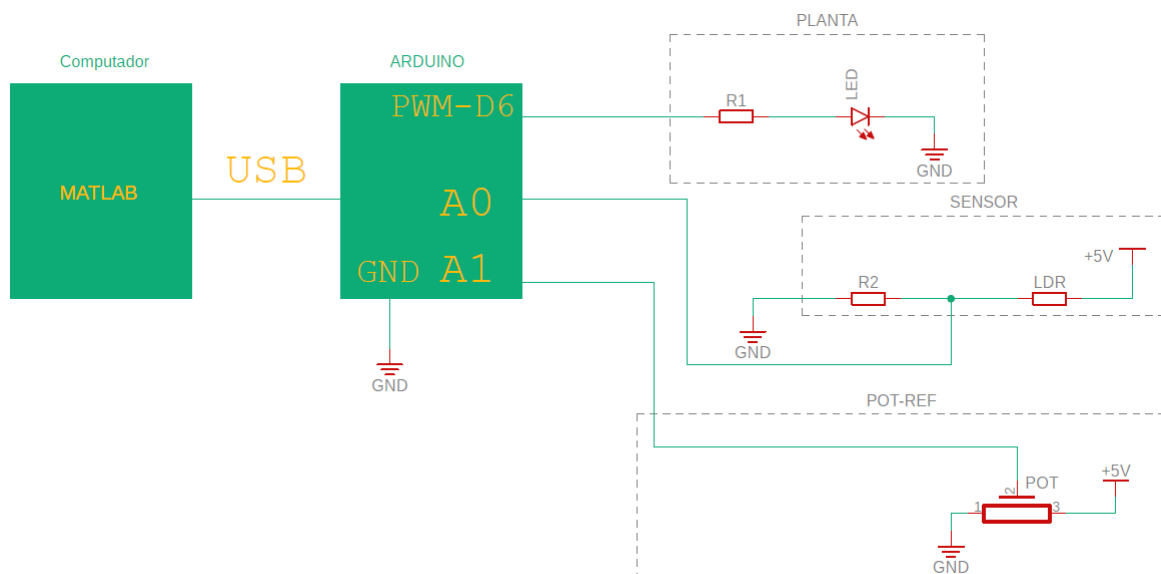 PLANTA
Computador
ARDUINO
LED
PWM-D6
R1
GND
USB
MATLAB
A0
SENSOR
+5V
GND A1
R2
LDR
GND
GND
POT-REF
+5V
POT
2
1
3
GND